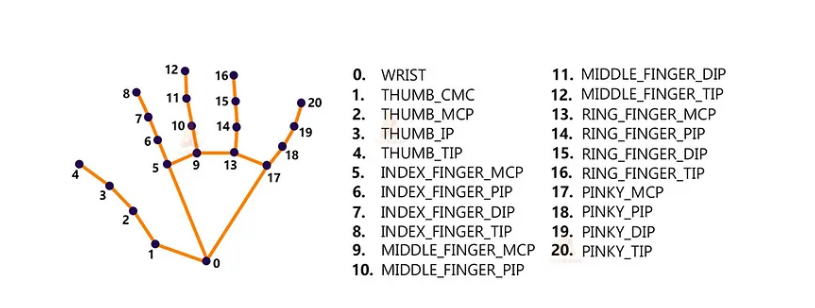 12
16
8
11
15
20
7
10
14
19
6
18
5
9
13
17
4
3
2
1
0
0. WRIST
1. THUMB_CMC
2. THUMB_MCP
3. THUMB_IP
4. THUMB_TIP
5. INDEX_FINGER_MCP
6. INDEX_FINGER_PIP
7. INDEX_FINGER_DIP
8. INDEX_FINGER_TIP
9. MIDDLE_FINGER_MCP
10. MIDDLE_FINGER_PIP
11. MIDDLE_FINGER_DIP
12. MIDDLE_FINGER_TIP
13. RING_FINGER_MCP
14. RING_FINGER_PIP
15. RING_FINGER_DIP
16. RING_FINGER_TIP
17. PINKY_MCP
18. PINKY_PIP
19. PINKY_DIP
20. PINKY_TIP